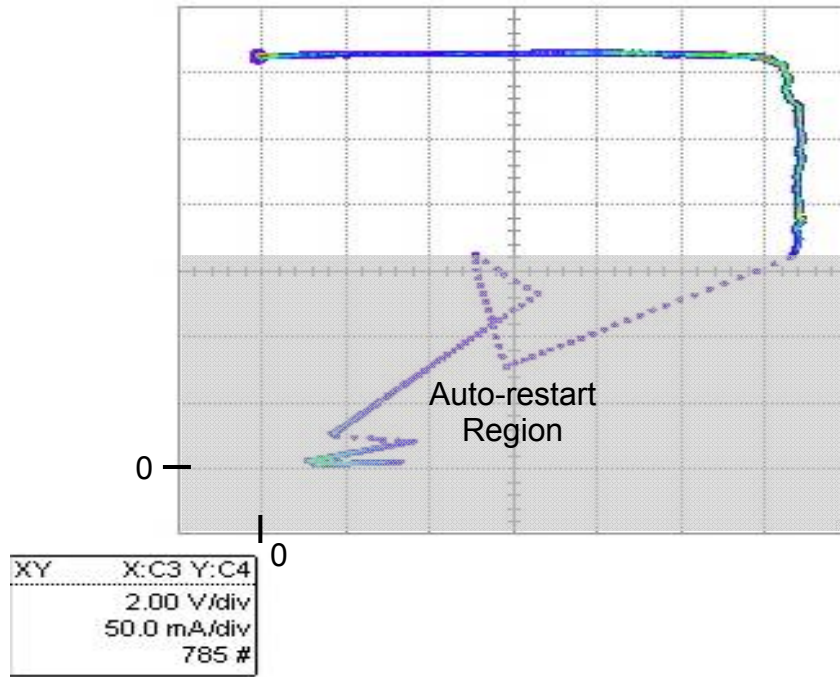 Auto-restart
Region
0
0
XY X:C3 Y:C4
2.00 V/div
50.0 mA/div
785 #